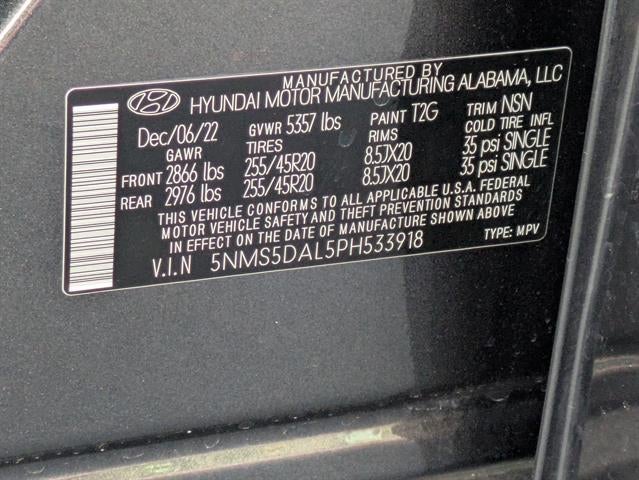 MANUFACTURED BY
HYUNDAI MOTOR MANUFACTURING ALABAMA, LLC
Dec/06/22 GVWR 5357 lbs PAINT T2G TRIM NSN
GAWR TIRES RIMS COLD TIRE INFL
FRONT 2866 lbs 255/45R20 8.5JX20 35 psi SINGLE
REAR 2976 lbs 255/45R20 8.5JX20 35 psi SINGLE
THIS VEHICLE CONFORMS TO ALL APPLICABLE U.S.A. FEDERAL
MOTOR VEHICLE SAFETY AND THEFT PREVENTION STANDARDS
IN EFFECT ON THE DATE OF MANUFACTURE SHOWN ABOVE
V.I.N 5NMS5DAL5PH533918 TYPE: MPV